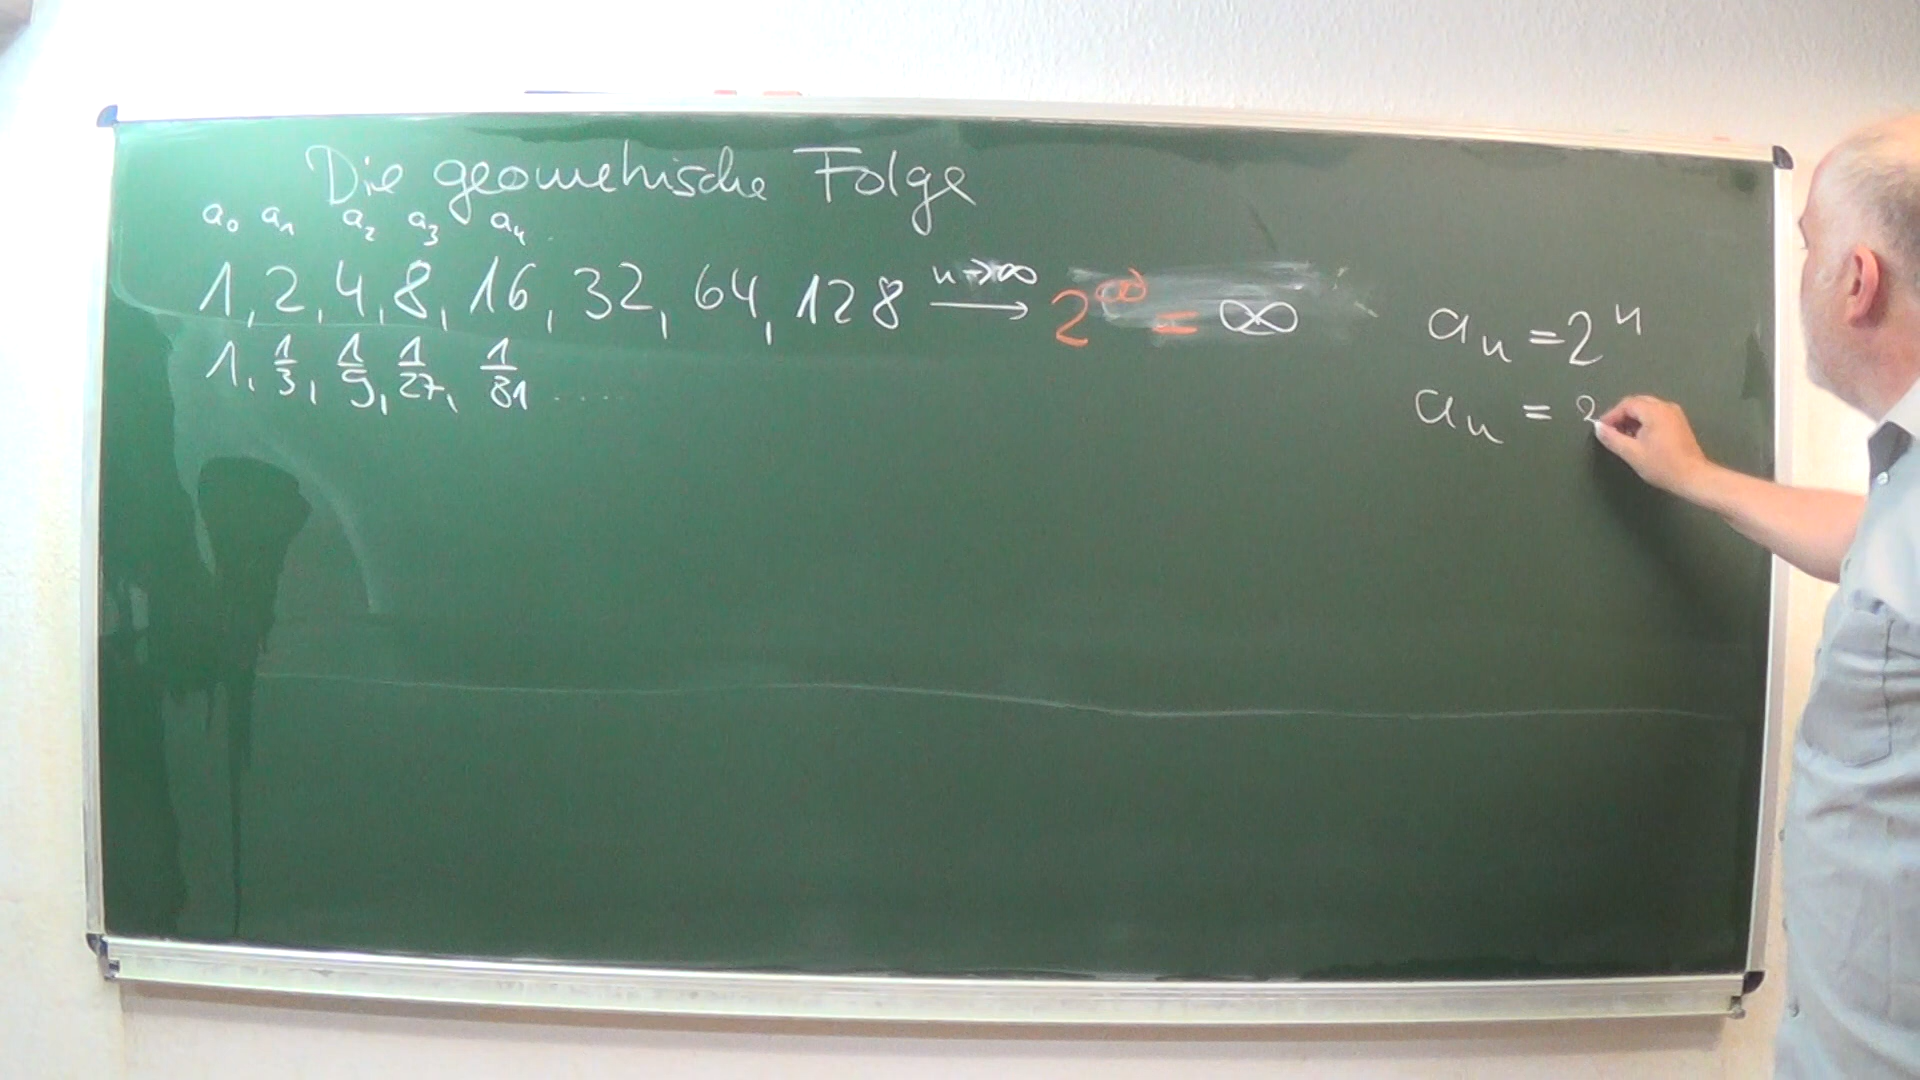 Die geometrische Folge
a₀ a₁ a₂ a₃ a₄
1, 2, 4, 8, 16, 32, 64, 128 n→∞ → 2^∞ = ∞ aₙ = 2ⁿ
1, 1/3, 1/9, 1/27, 1/81 ...... aₙ =